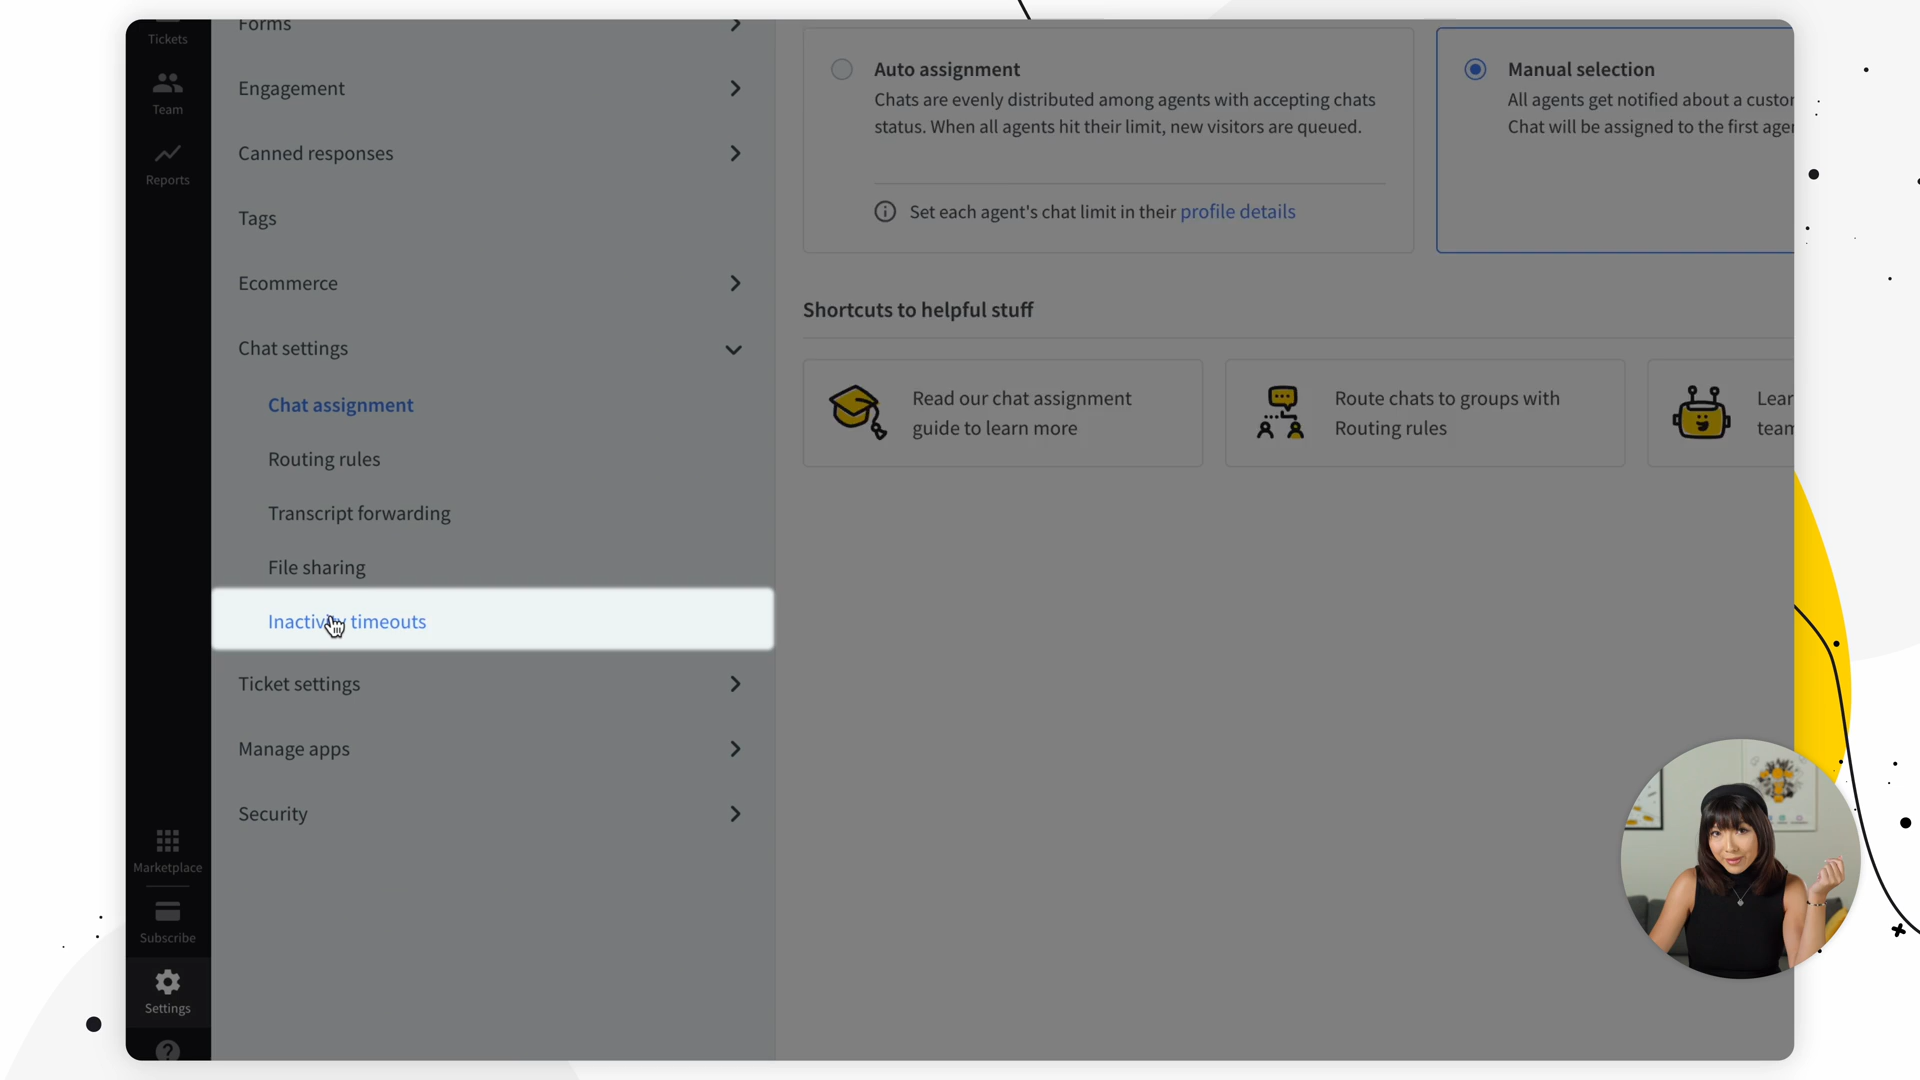 Tickets
Team
Reports
Marketplace
Subscribe
Settings
Forms
Engagement
Canned responses
Tags
Ecommerce
Chat settings
Chat assignment
Routing rules
Transcript forwarding
File sharing
Inactivity timeouts
Ticket settings
Manage apps
Security
Auto assignment
Chats are evenly distributed among agents with accepting chats
status. When all agents hit their limit, new visitors are queued.
Set each agent's chat limit in their profile details
Manual selection
All agents get notified about a custo
Chat will be assigned to the first age
Shortcuts to helpful stuff
Read our chat assignment
guide to learn more
Route chats to groups with
Routing rules
Lear
team